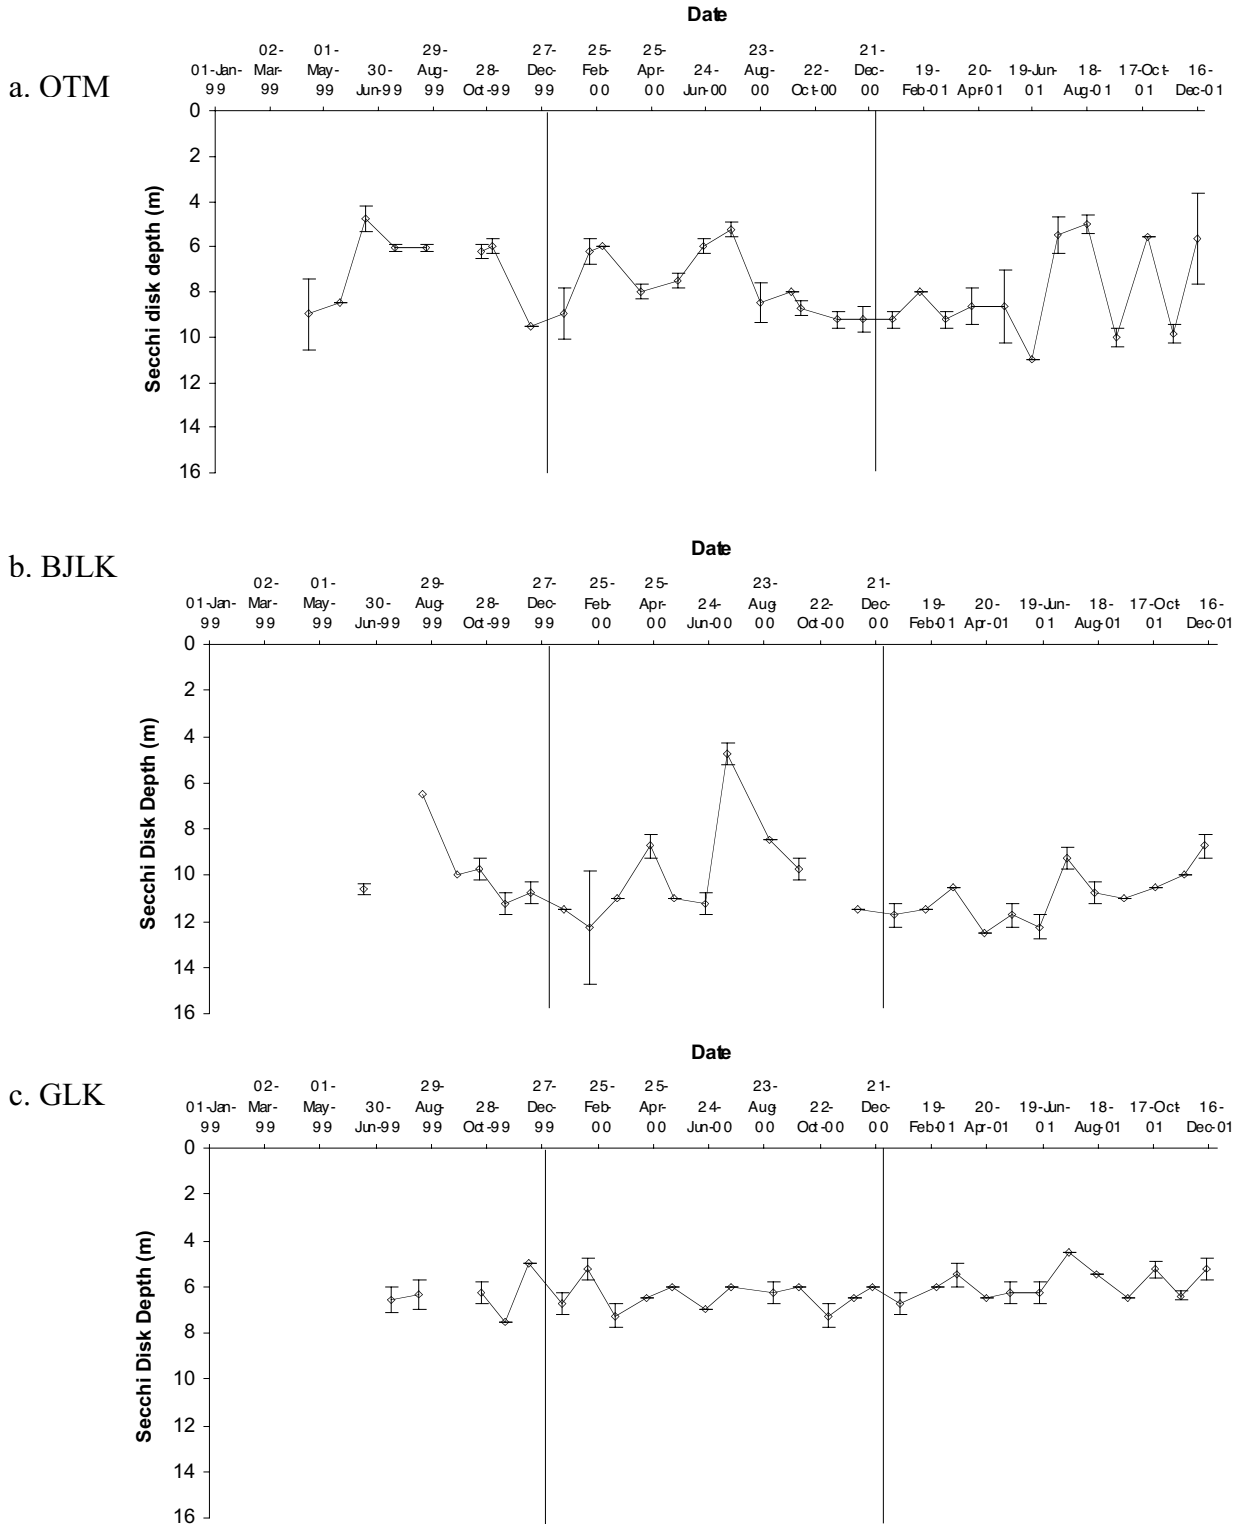 Date
02- 01- 29- 27- 25- 25- 23- 21-
01-Jan- Mar- May- 30- Aug- 28- Dec- Feb- Apr- 24- Aug- 22- Dec- 19- 20- 19-Jun- 18- 17-Oct- 16-
99 99 99 Jun-99 99 Oct-99 99 00 00 Jun-00 00 Oct-00 00 Feb-01 Apr-01 01 Aug-01 01 Dec-01
a. OTM
0
2
4
6
8
10
12
14
16
Secchi disk depth (m)
Date
b. BJLK
02- 01- 29- 27- 25- 25- 23- 21-
01-Jan- Mar- May- 30- Aug- 28- Dec- Feb- Apr- 24- Aug- 22- Dec- 19- 20- 19-Jun- 18- 17-Oct- 16-
99 99 99 Jun-99 99 Oct-99 99 00 00 Jun-00 00 Oct-00 00 Feb-01 Apr-01 01 Aug-01 01 Dec-01
0
2
4
6
8
10
12
14
16
Secchi Disk Depth (m)
Date
c. GLK
02- 01- 29- 27- 25- 25- 23- 21-
01-Jan- Mar- May- 30- Aug- 28- Dec- Feb- Apr- 24- Aug- 22- Dec- 19- 20- 19-Jun- 18- 17-Oct- 16-
99 99 99 Jun-99 99 Oct-99 99 00 00 Jun-00 00 Oct-00 00 Feb-01 Apr-01 01 Aug-01 01 Dec-01
0
2
4
6
8
10
12
14
16
Secchi Disk Depth (m)